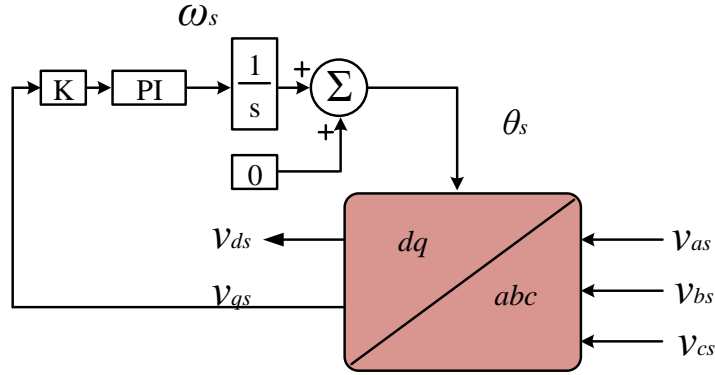 ωs
K PI 1/s + Σ
+
0
θs
vds dq vas
vqs abc vbs
vcs